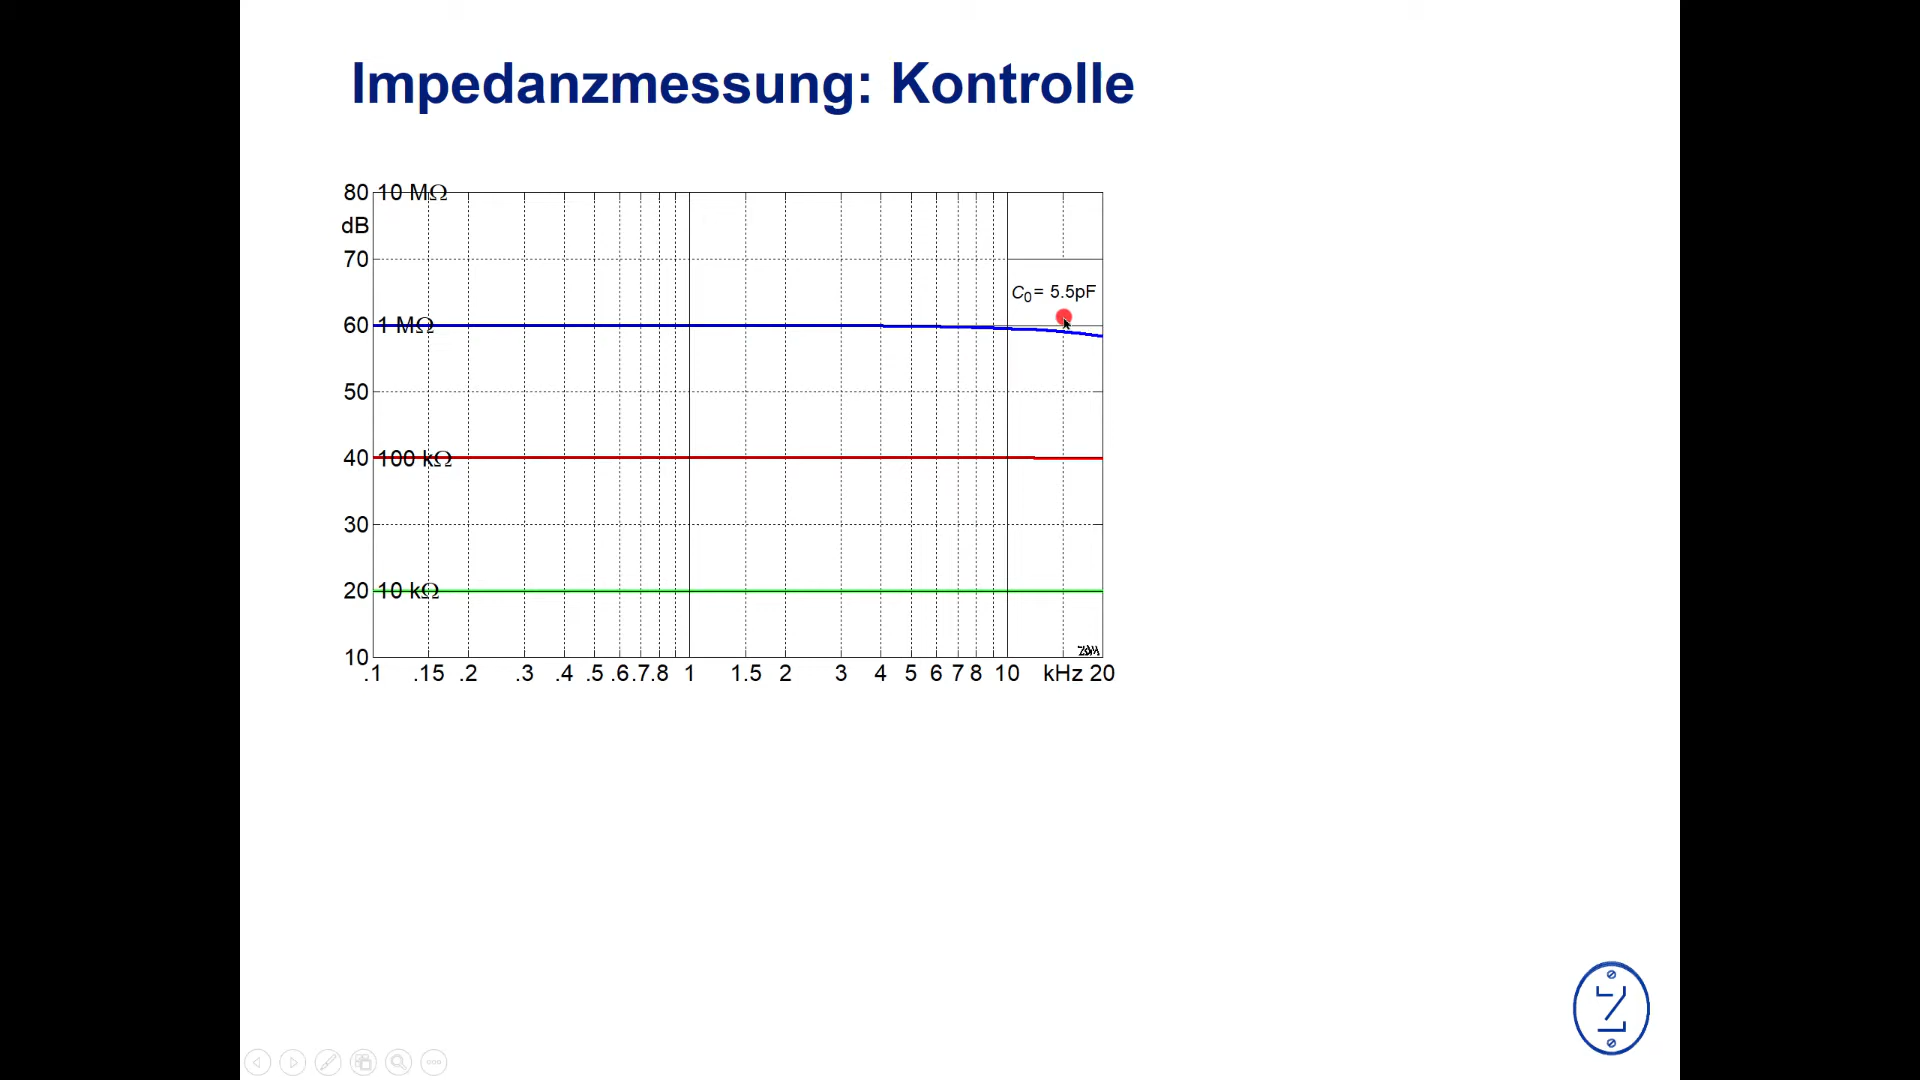 Impedanzmessung: Kontrolle
80 10 MΩ
dB
70
C0= 5.5pF
60 1 MΩ
50
40 100 kΩ
30
20 10 kΩ
10
.1 .15 .2 .3 .4 .5 .6 .7 .8 1 1.5 2 3 4 5 6 7 8 10 kHz 20